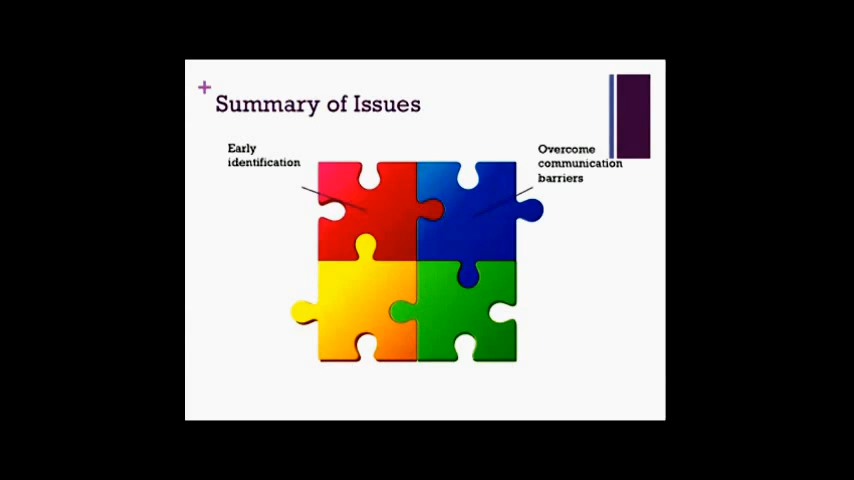 +
Summary of Issues
Early
identification
Overcome
communication
barriers